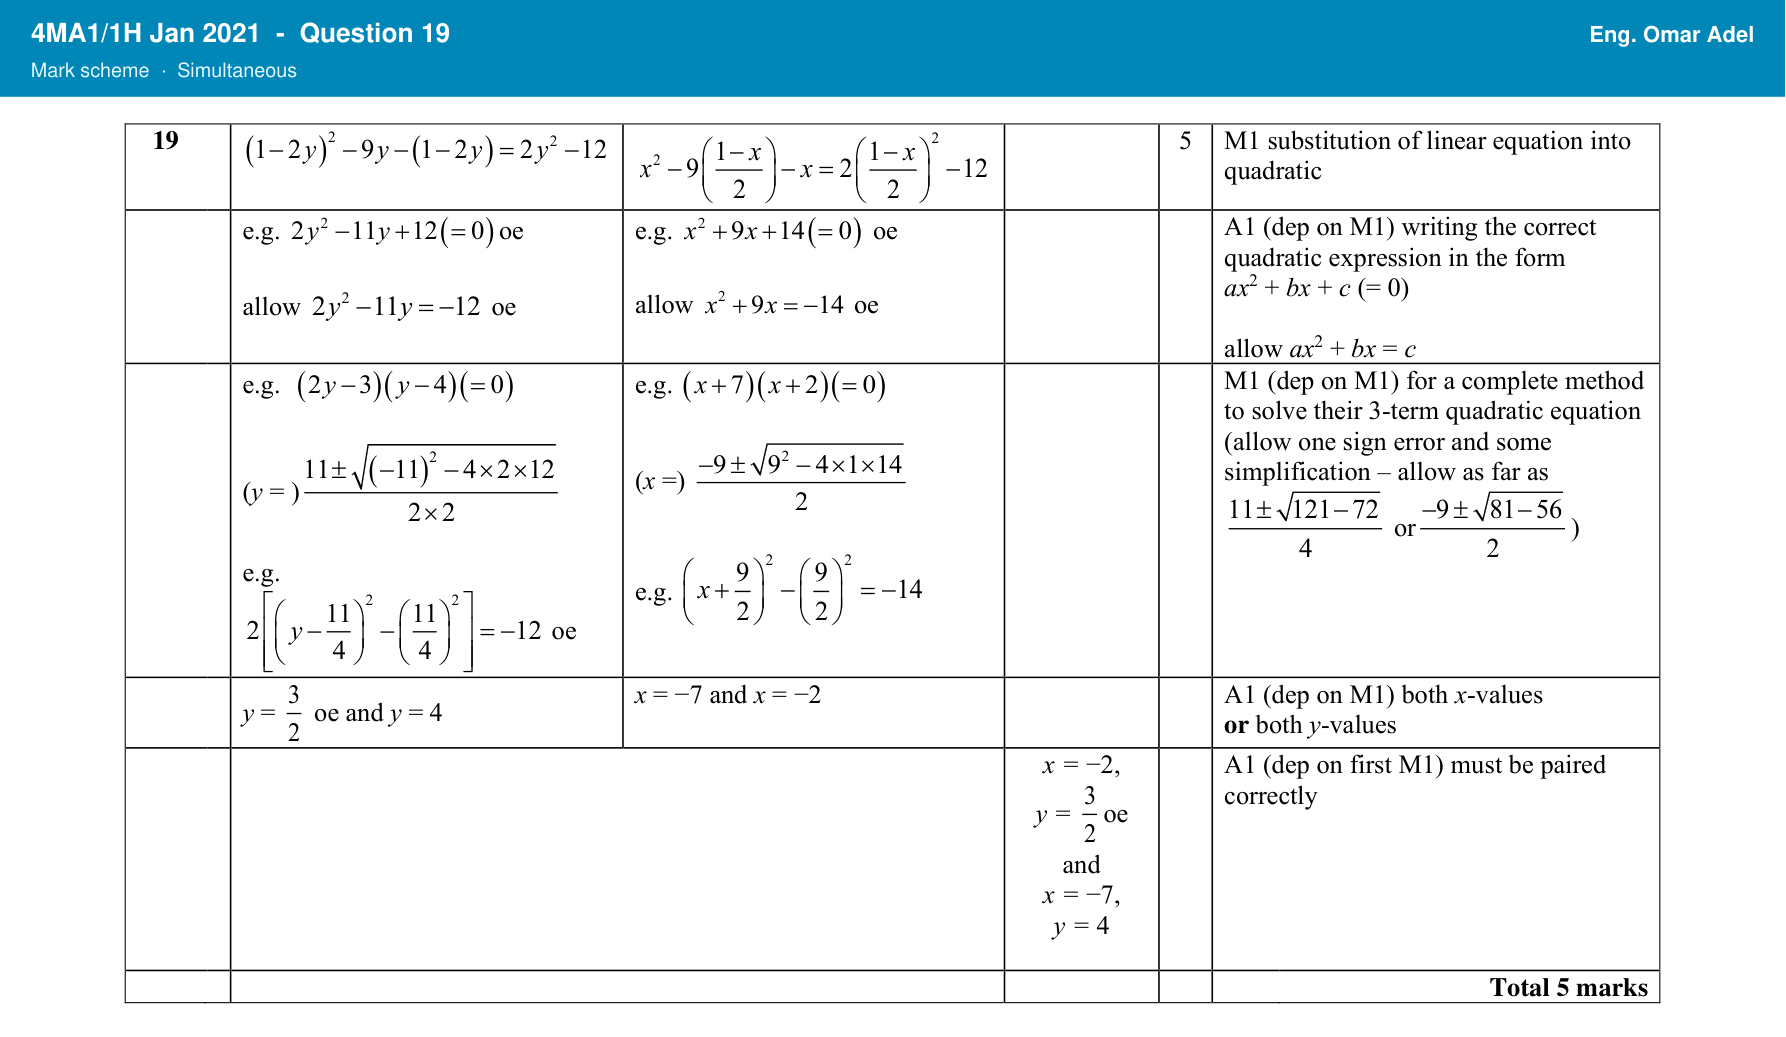 4MA1/1H Jan 2021 - Question 19
Eng. Omar Adel
Mark scheme · Simultaneous
19
(1−2y)² −9y−(1−2y) = 2y² −12
x² −9((1−x)/2) −x = 2((1−x)/2)² −12
5
M1 substitution of linear equation into
quadratic
e.g. 2y² −11y+12(=0) oe
allow 2y² −11y = −12 oe
e.g. x² +9x+14(=0) oe
allow x² +9x = −14 oe
A1 (dep on M1) writing the correct
quadratic expression in the form
ax² + bx + c (= 0)
allow ax² + bx = c
e.g. (2y−3)(y−4)(=0)
(y = ) (11±√((−11)² −4×2×12))/(2×2)
e.g.
2[(y−11/4)² −(11/4)²] = −12 oe
e.g. (x+7)(x+2)(=0)
(x =) (−9±√(9² −4×1×14))/2
e.g. (x+9/2)² −(9/2)² = −14
M1 (dep on M1) for a complete method
to solve their 3-term quadratic equation
(allow one sign error and some
simplification – allow as far as
(11±√(121−72))/4 or (−9±√(81−56))/2 )
y = 3/2 oe and y = 4
x = −7 and x = −2
A1 (dep on M1) both x-values
or both y-values
x = −2,
y = 3/2 oe
and
x = −7,
y = 4
A1 (dep on first M1) must be paired
correctly
Total 5 marks